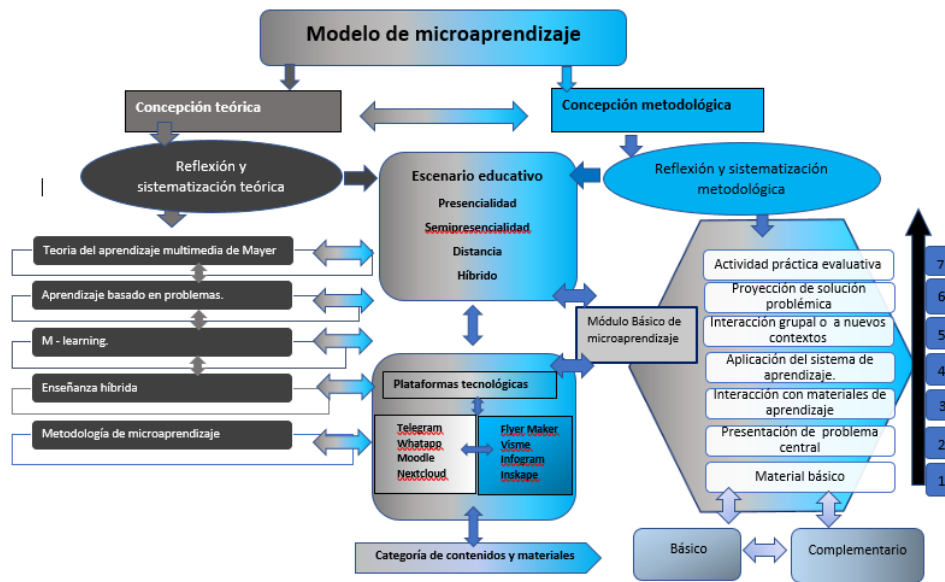 Modelo de microaprendizaje
Concepción teórica
Concepción metodológica
Reflexión y
sistematización teórica
Escenario educativo
Presencialidad
Semipresencialidad
Distancia
Híbrido
Reflexión y sistematización
metodológica
Teoria del aprendizaje multimedia de Mayer
Aprendizaje basado en problemas.
M - learning.
Enseñanza híbrida
Metodología de microaprendizaje
Plataformas tecnológicas
Telegram
Whatapp
Moodle
Nextcloud
Flyer Maker
Visme
Infogram
Inskape
Categoría de contenidos y materiales
Módulo Básico de
microaprendizaje
Actividad práctica evaluativa
7
Proyección de solución
problémica
6
Interacción grupal o a nuevos
contextos
5
Aplicación del sistema de
aprendizaje.
4
Interacción con materiales de
aprendizaje
3
Presentación de problema
central
2
Material básico
1
Básico
Complementario